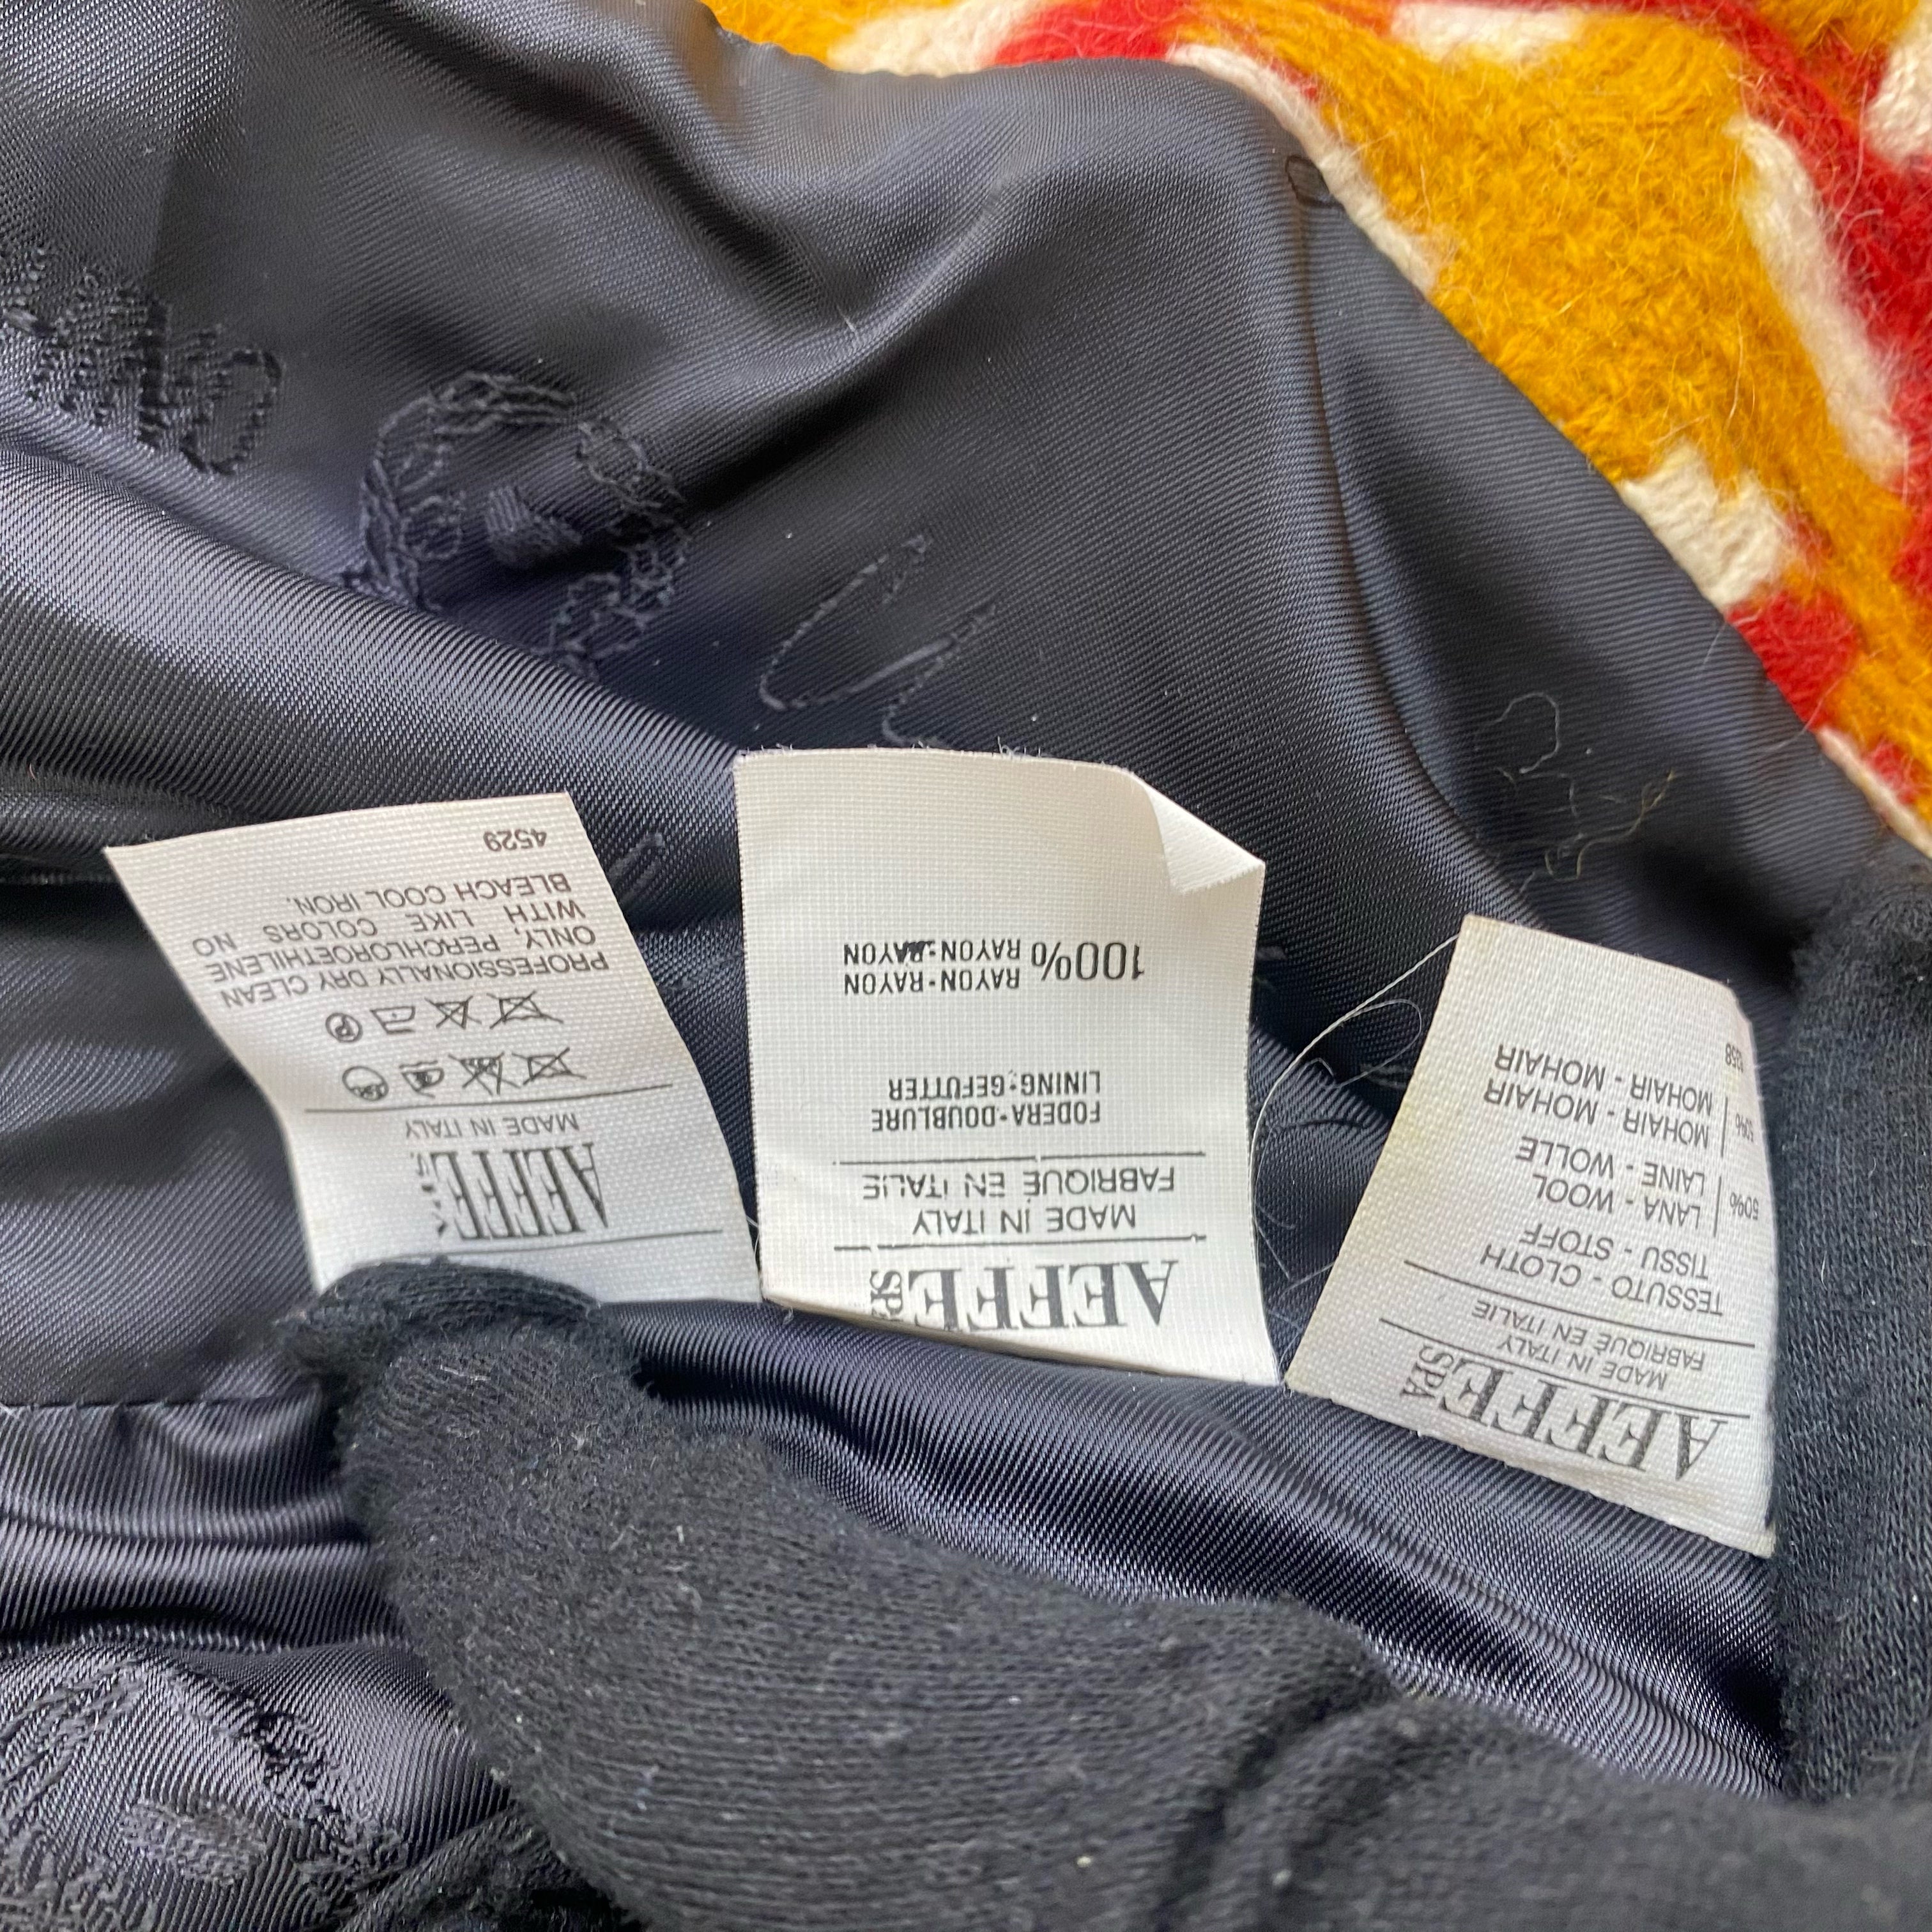 AEFFE
MADE IN ITALY
PROFESSIONALLY DRY CLEAN
ONLY, PERCHLOROETHILENE
WITH LIKE COLORS NO
BLEACH COOL IRON.
4529
AEFFE SPA
MADE IN ITALY
FABRIQUÉ EN ITALIE
FODERA-DOUBLURE
LINING-GEFÜTTER
100% RAYON-RAYON
RAYON-RAYON
AEFFE SPA
MADE IN ITALY
FABRIQUÉ EN ITALIE
TESSUTO - CLOTH
TISSU - STOFF
50% LANA - WOOL
LAINE - WOLLE
50% MOHAIR - MOHAIR
MOHAIR - MOHAIR